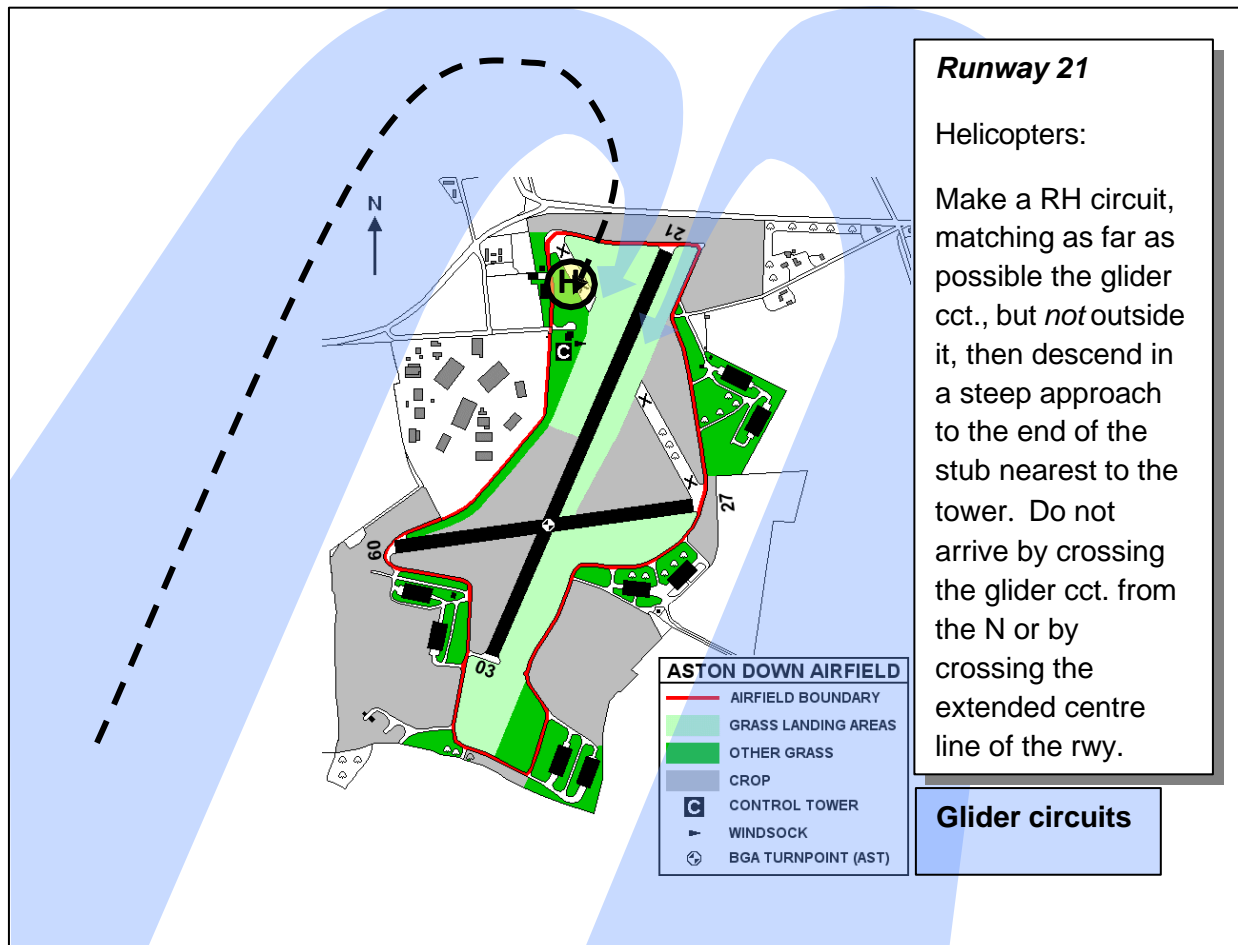 N
21
H
C
27
09
03
Runway 21
Helicopters:
Make a RH circuit,
matching as far as
possible the glider
cct., but not outside
it, then descend in
a steep approach
to the end of the
stub nearest to the
tower. Do not
arrive by crossing
the glider cct. from
the N or by
crossing the
extended centre
line of the rwy.
ASTON DOWN AIRFIELD
AIRFIELD BOUNDARY
GRASS LANDING AREAS
OTHER GRASS
CROP
C CONTROL TOWER
WINDSOCK
BGA TURNPOINT (AST)
Glider circuits